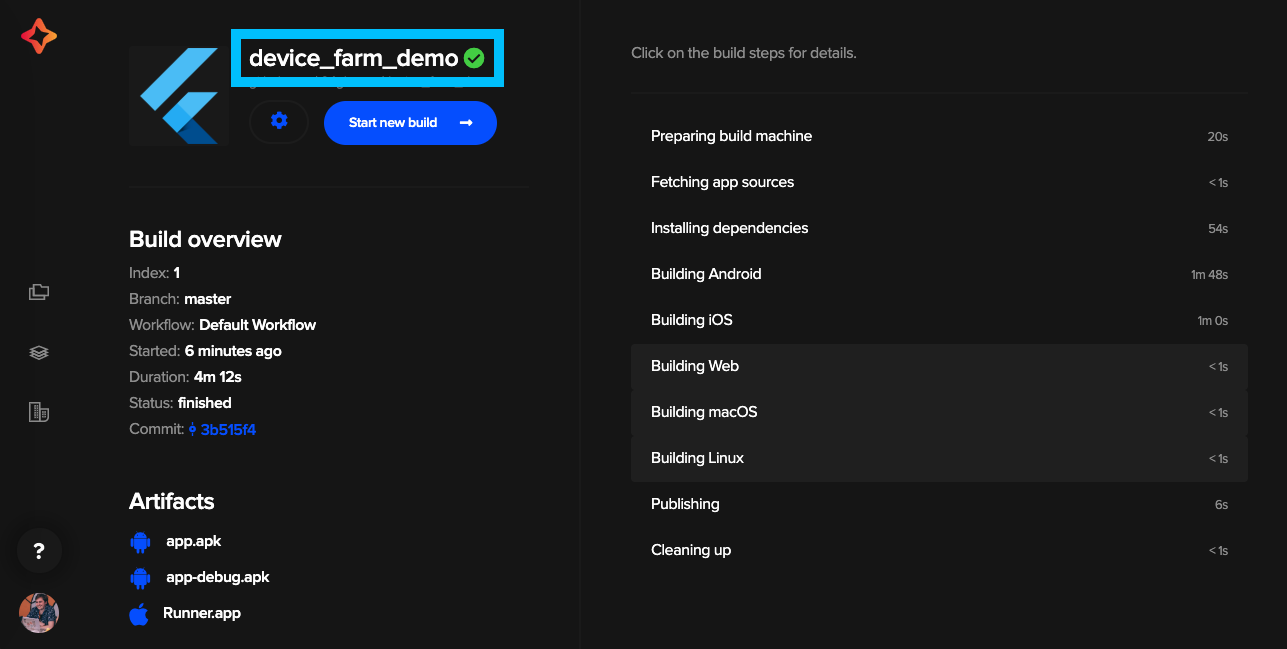 device_farm_demo
Start new build
Build overview
Index: 1
Branch: master
Workflow: Default Workflow
Started: 6 minutes ago
Duration: 4m 12s
Status: finished
Commit: 3b515f4
Artifacts
app.apk
app-debug.apk
Runner.app
?
Click on the build steps for details.
Preparing build machine 20s
Fetching app sources < 1s
Installing dependencies 54s
Building Android 1m 48s
Building iOS 1m 0s
Building Web < 1s
Building macOS < 1s
Building Linux < 1s
Publishing 6s
Cleaning up < 1s